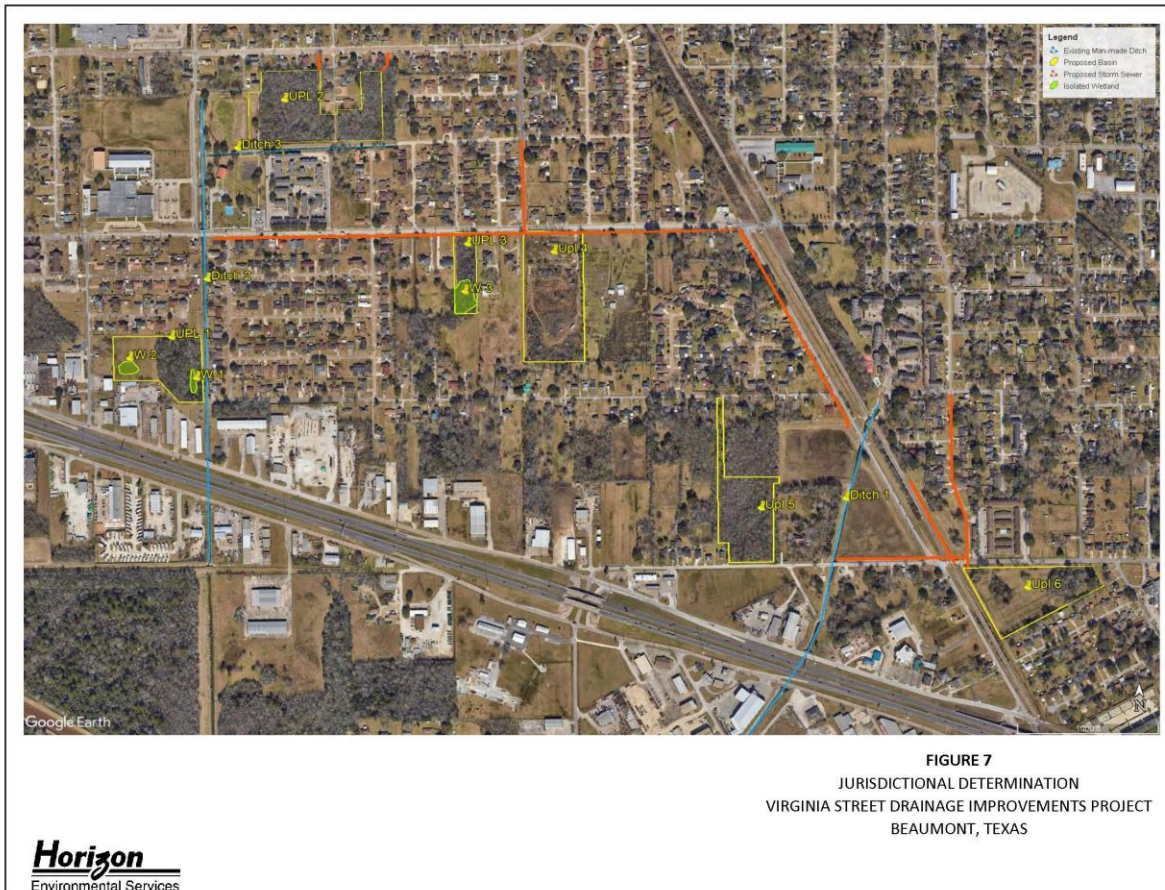 Legend
Existing Man-made Ditch
Proposed Basin
Proposed Storm Sewer
Isolated Wetland
UPL 2
Ditch 3
UPL 3
Upl 4
Ditch 2
W-3
UPL 1
W-2
W-1
Ditch 1
Upl 5
Upl 6
Google Earth
N
FIGURE 7
JURISDICTIONAL DETERMINATION
VIRGINIA STREET DRAINAGE IMPROVEMENTS PROJECT
BEAUMONT, TEXAS
Horizon
Environmental Services